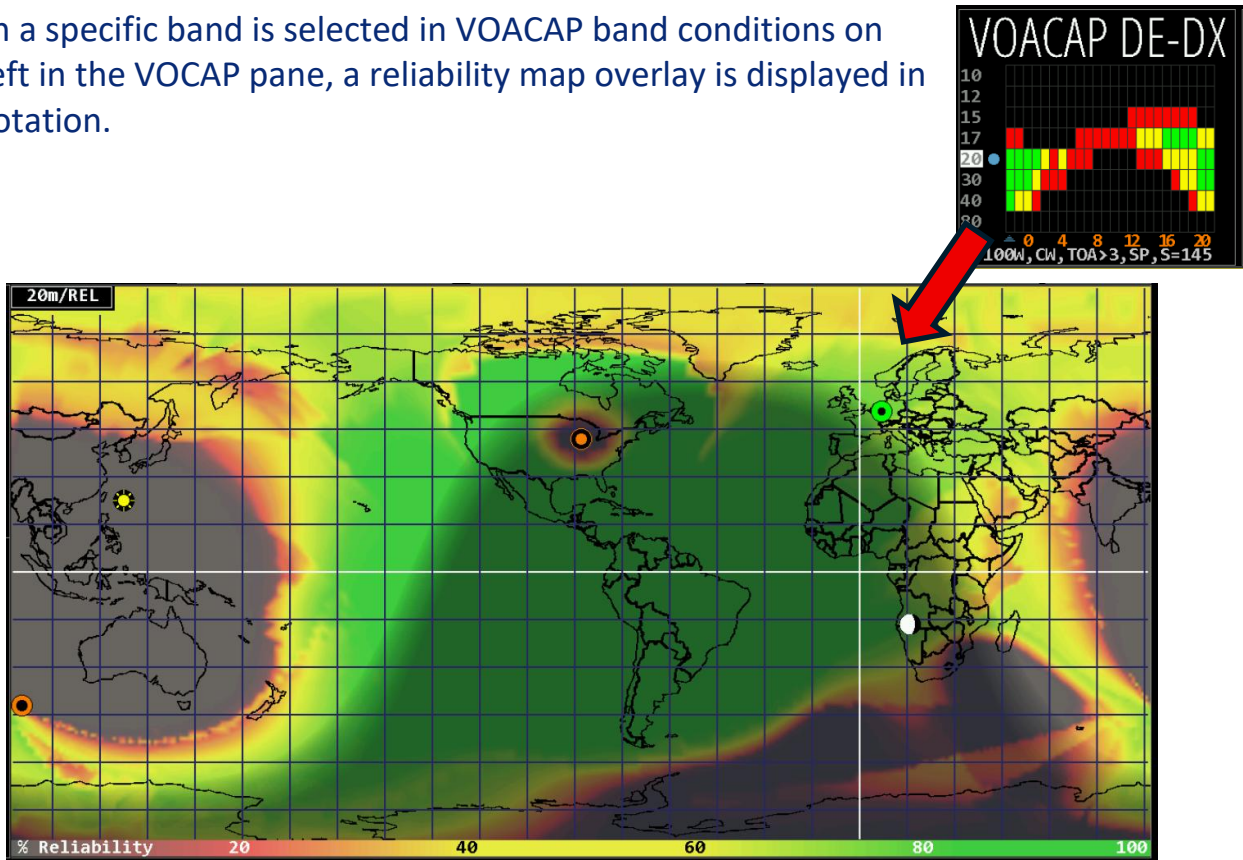 n a specific band is selected in VOACAP band conditions on
eft in the VOCAP pane, a reliability map overlay is displayed in
otation.
VOACAP DE-DX
10
12
15
17
20
30
40
80
0 4 8 12 16 20
100W,CW,TOA>3,SP,S=145
20m/REL
% Reliability 20 40 60 80 100